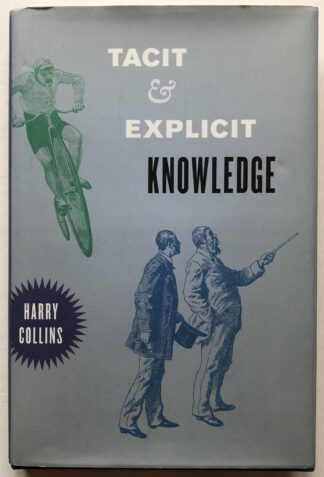 TACIT
&
EXPLICIT
KNOWLEDGE
HARRY
COLLINS